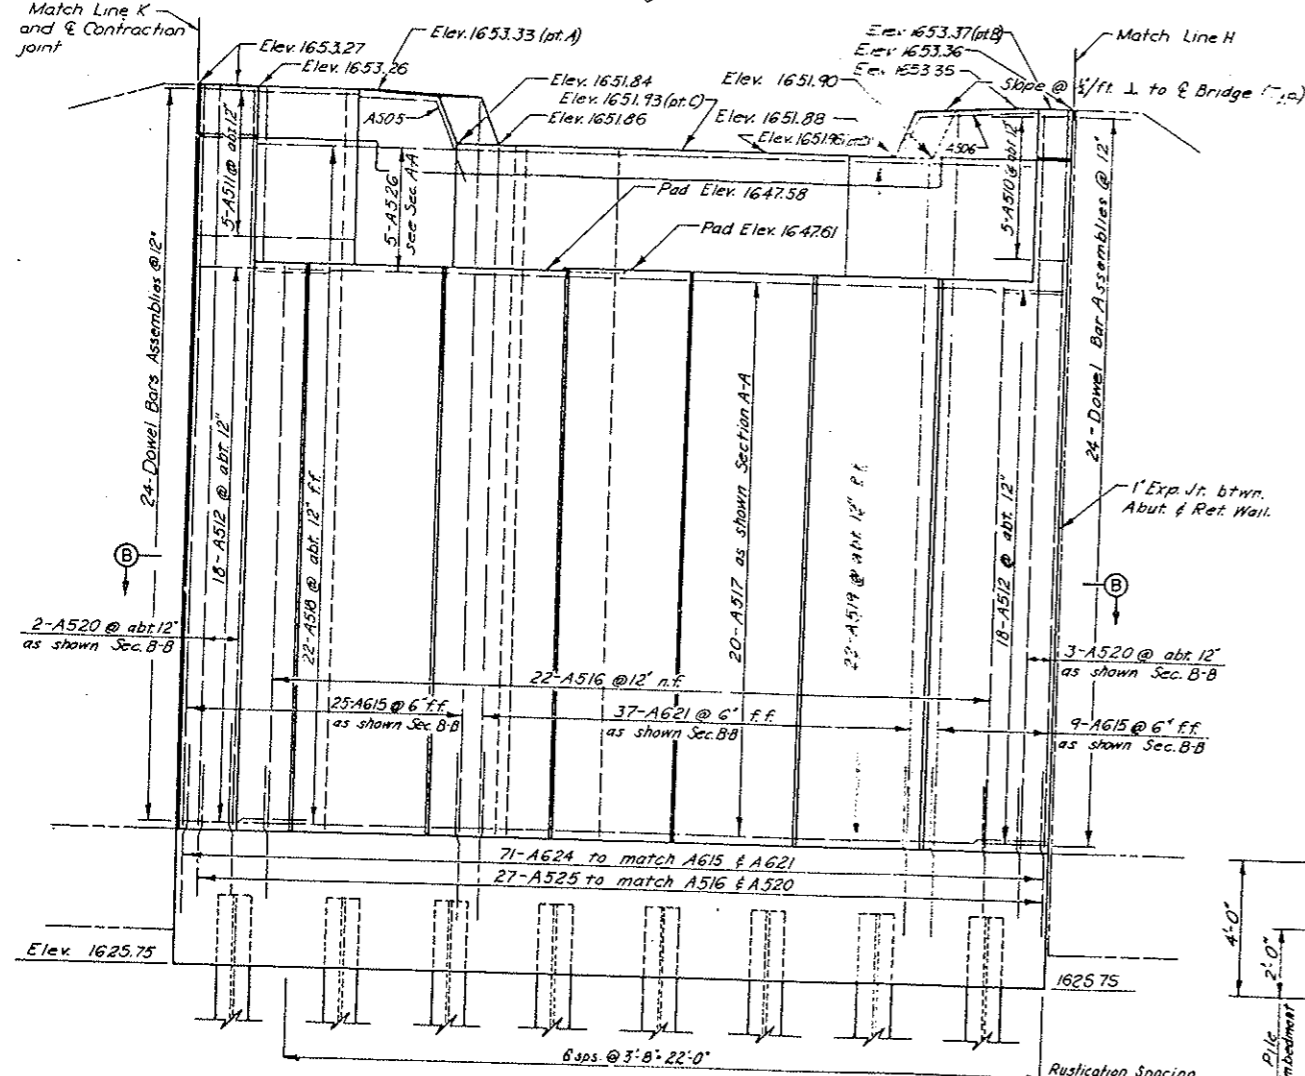 Match Line K
and ℄ Contraction
joint
Elev. 1653.27
Elev. 1653.26
Elev. 1653.33 (pt. A)
Elev. 1651.84
Elev. 1651.93 (pt. C)
Elev. 1651.86
Elev. 1651.90
Elev. 1651.88
Elev. 1653.37 (pt. B)
Elev. 1653.36
Elev. 1653.35
Match Line H
Slope @ ft. ⊥ to ℄ Bridge
A505
A506
5-A511 @ abt. 12"
5-A526
see Sec. A-A
5-A510 @ abt. 12"
Pad Elev. 1647.58
Pad Elev. 1647.61
24-Dowel Bars Assemblies @ 12"
18-A512 @ abt. 12"
22-A518 @ abt. 12" f.f.
20-A517 as shown Section A-A
22-A519 @ abt. 12" f.f.
18-A512 @ abt. 12"
24-Dowel Bar Assemblies @ 12"
1" Exp. Jt. btwn.
Abut. & Ret. Wall.
B
B
2-A520 @ abt. 12"
as shown Sec. B-B
3-A520 @ abt. 12"
as shown Sec. B-B
22-A516 @ 12" n.f.
25-A615 @ 6" f.f.
as shown Sec. B-B
37-A621 @ 6" f.f.
as shown Sec. B-B
9-A615 @ 6" f.f.
as shown Sec. B-B
71-A624 to match A615 & A621
27-A525 to match A516 & A520
Elev. 1625.75
1625.75
4'-0"
2'-0"
Pile
6 sps. @ 3'-8" = 22'-0"
Rustication Spacing